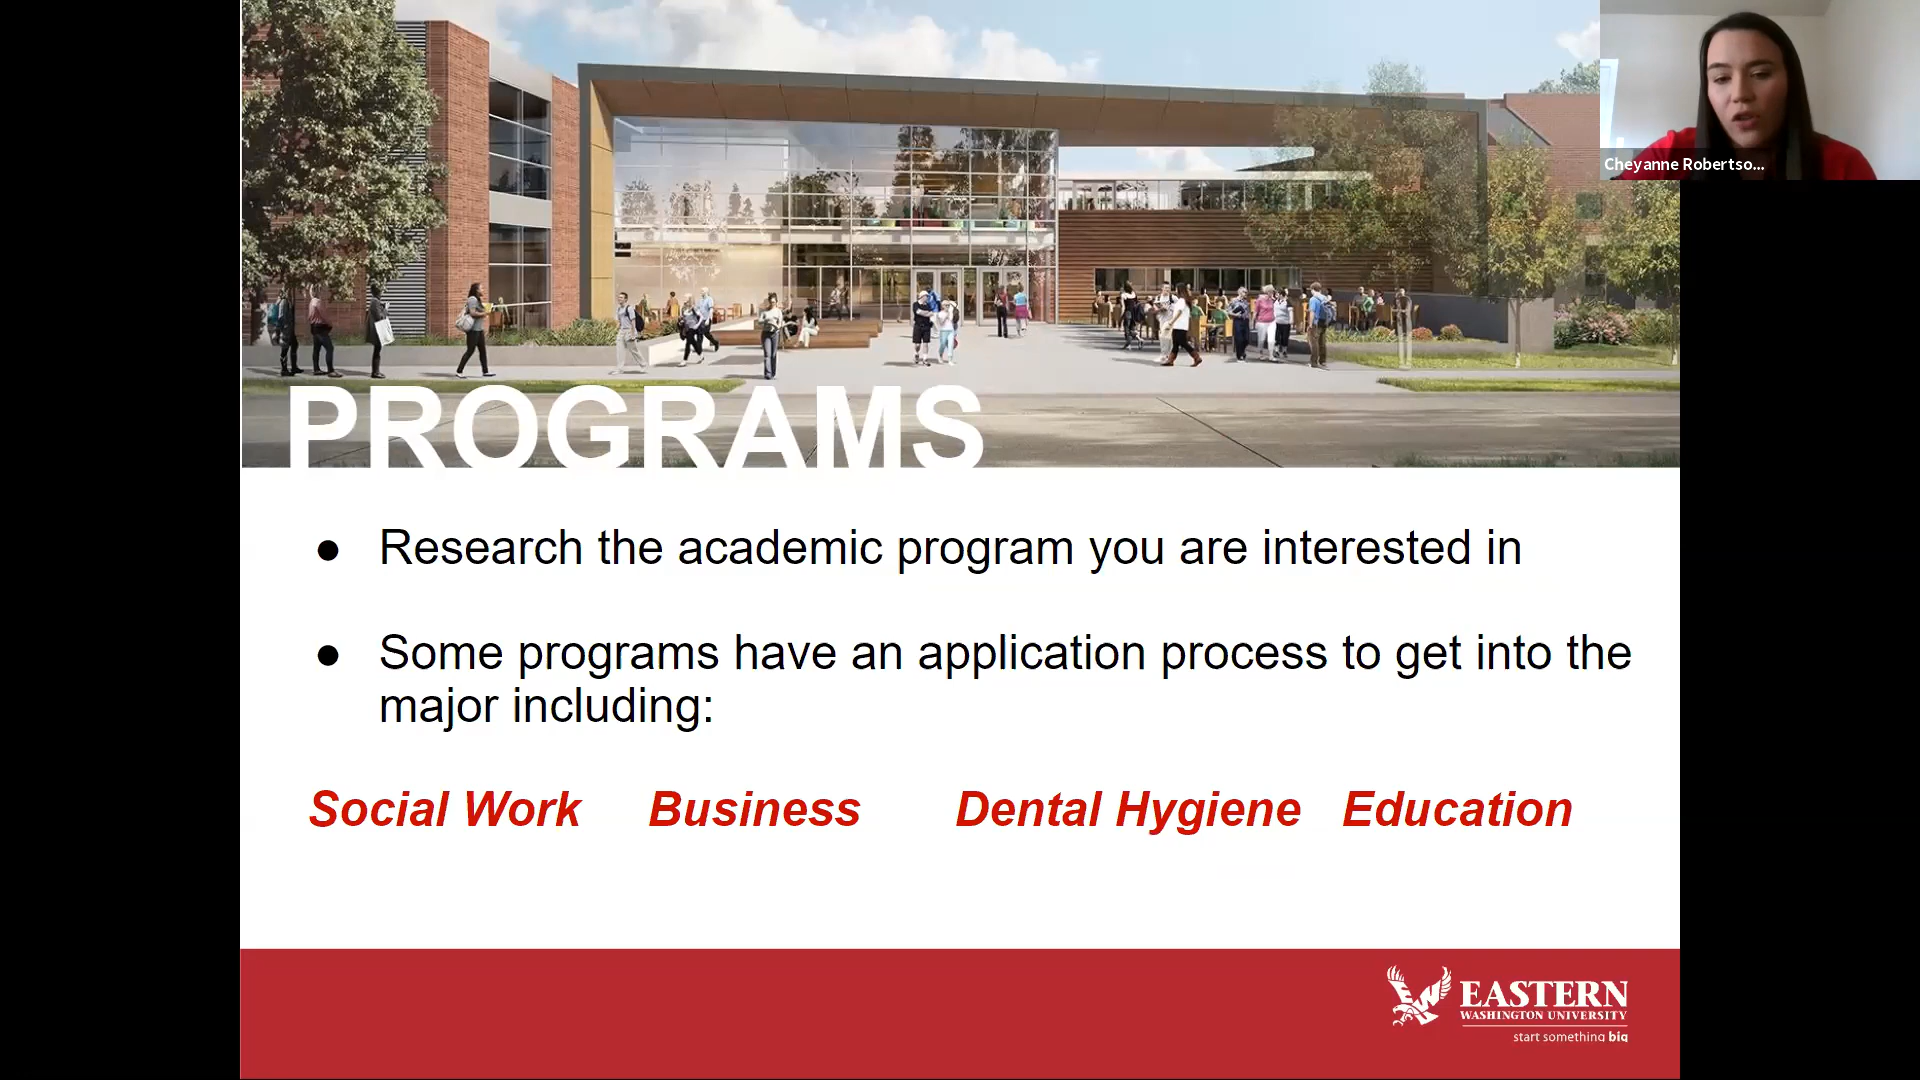 Cheyanne Robertso...
PROGRAMS
● Research the academic program you are interested in
● Some programs have an application process to get into the
major including:
Social Work Business Dental Hygiene Education
EASTERN
WASHINGTON UNIVERSITY
start something big